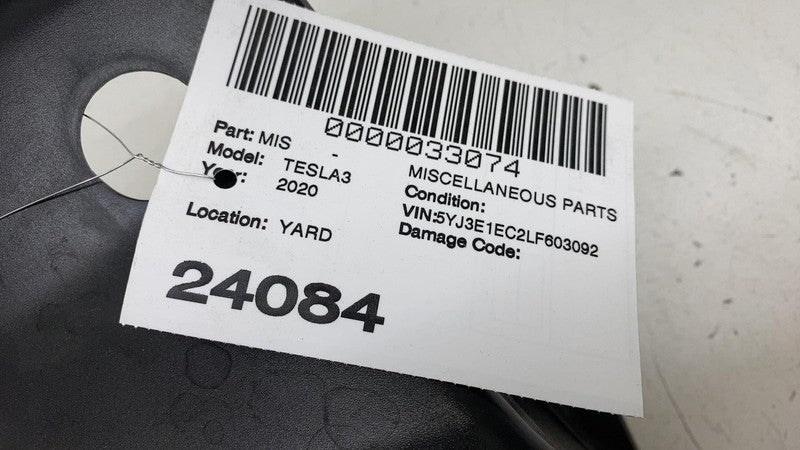 0000033074
Part: MIS - MISCELLANEOUS PARTS
Model: TESLA3 Condition:
Year: 2020 VIN:5YJ3E1EC2LF603092
Location: YARD Damage Code:
24084